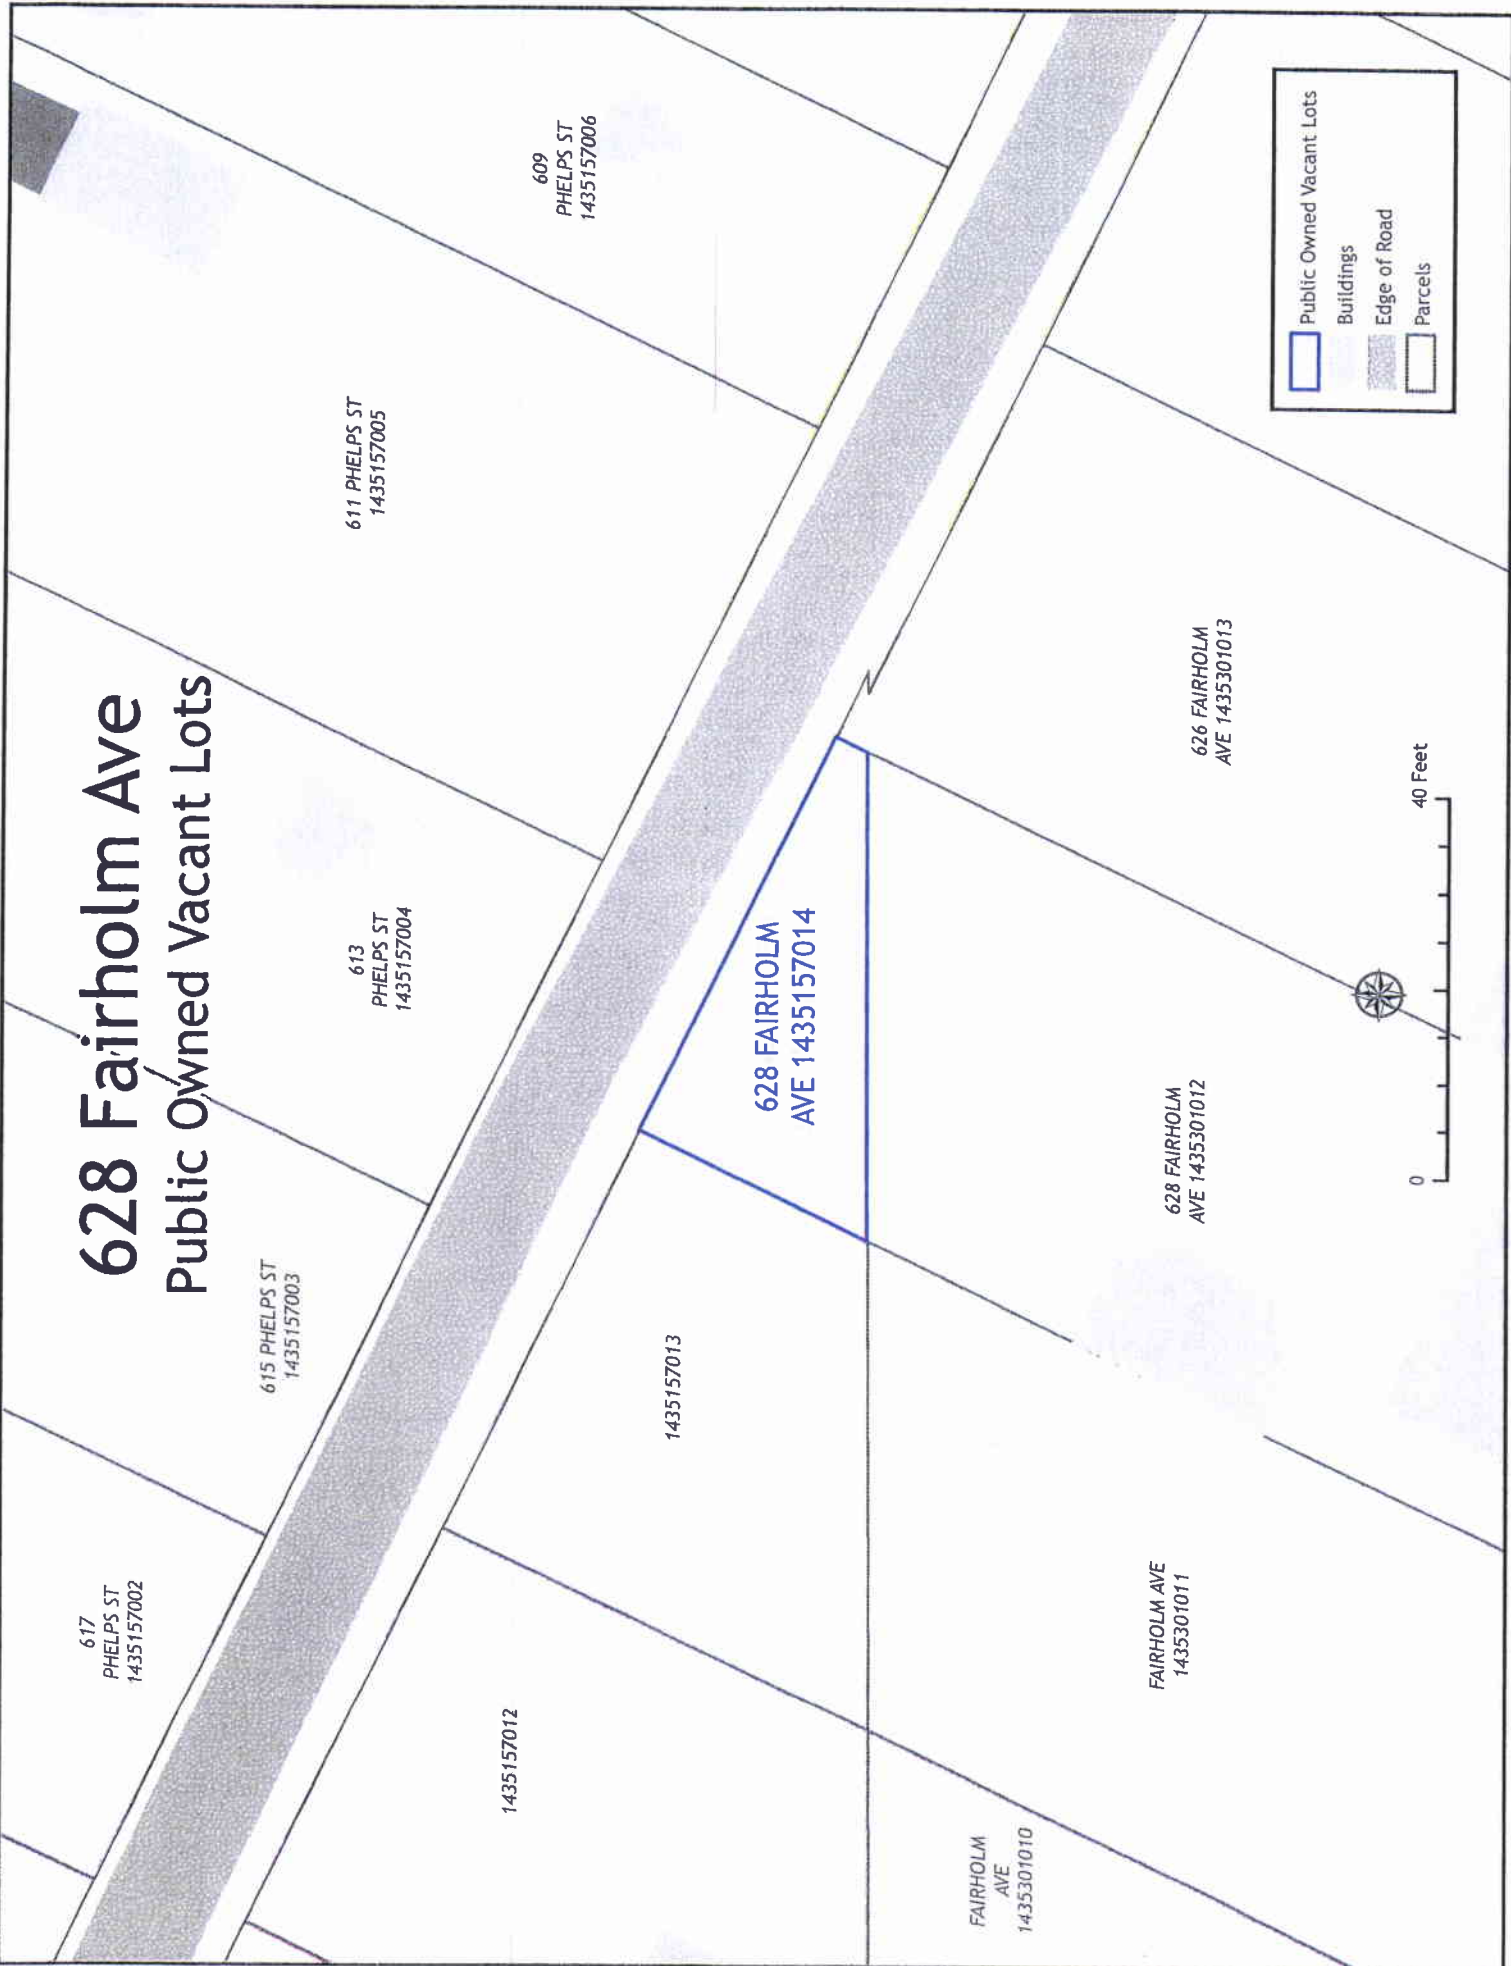 628 Fairholm Ave
Public Owned Vacant Lots
617
PHELPS ST
1435157002
615 PHELPS ST
1435157003
613
PHELPS ST
1435157004
611 PHELPS ST
1435157005
609
PHELPS ST
1435157006
1435157012
1435157013
628 FAIRHOLM
AVE 1435157014
FAIRHOLM
AVE
1435301010
FAIRHOLM AVE
1435301011
628 FAIRHOLM
AVE 1435301012
626 FAIRHOLM
AVE 1435301013
0
40 Feet
Public Owned Vacant Lots
Buildings
Edge of Road
Parcels